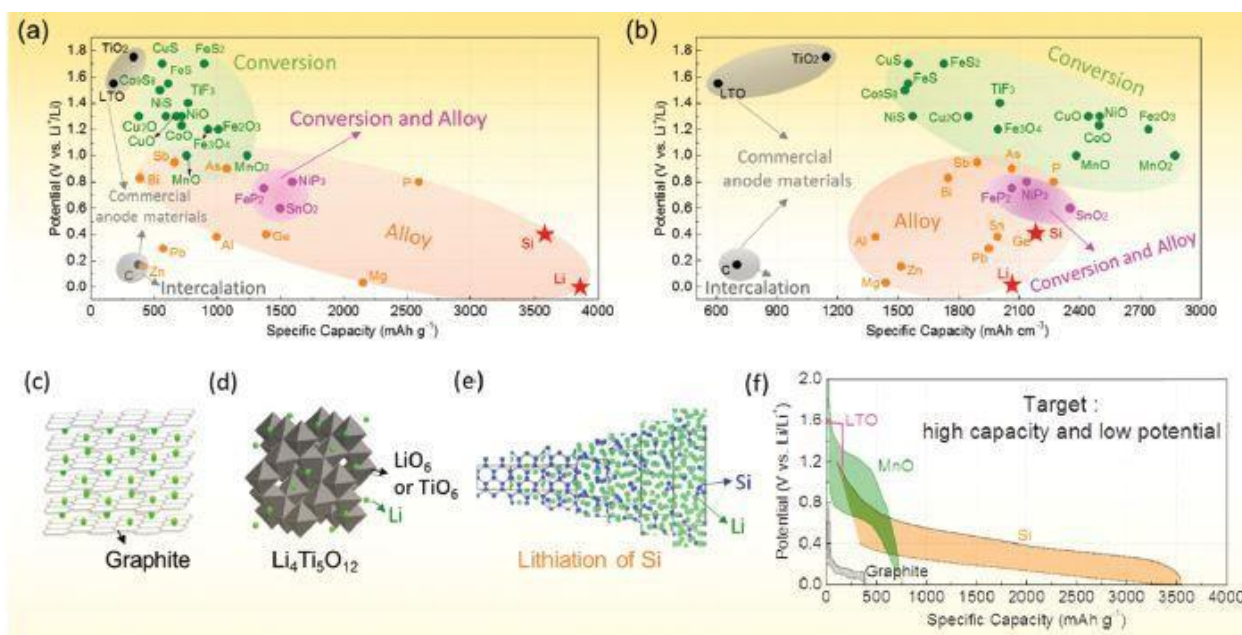 (a)
Potential (V vs. Li⁺/Li)
1.8
1.6
1.4
1.2
1.0
0.8
0.6
0.4
0.2
0.0
TiO₂
LTO
CuS
FeS₂
Co₉S₈
FeS
Conversion
TiF₃
NiS
NiO
Cu₂O
CuO
CoO
Fe₂O₃
Fe₃O₄
Conversion and Alloy
Sb
As
MnO₂
Bi
MnO
NiP₃
P
Commercial
anode materials
FeP₂
SnO₂
Alloy
Si
Al
Ge
Pb
C
Zn
Mg
Li
Intercalation
0
500
1000
1500
2000
2500
3000
3500
4000
Specific Capacity (mAh g⁻¹)
(b)
Potential (V vs. Li⁺/Li)
1.8
1.6
1.4
1.2
1.0
0.8
0.6
0.4
0.2
0.0
TiO₂
LTO
CuS
FeS₂
FeS
Co₉S₈
Conversion
TiF₃
NiS
Cu₂O
CuO
NiO
Fe₂O₃
Fe₃O₄
CoO
Commercial
anode materials
Sb
As
MnO
MnO₂
Bi
P
FeP₂
NiP₃
SnO₂
Alloy
Al
Sn
Ge
Si
Pb
C
Zn
Mg
Li
Conversion and Alloy
Intercalation
600
900
1200
1500
1800
2100
2400
2700
3000
Specific Capacity (mAh cm⁻³)
(c)
Graphite
(d)
LiO₆
or TiO₆
Li
Li₄Ti₅O₁₂
(e)
Si
Li
Lithiation of Si
(f)
Potential (V vs. Li/Li⁺)
2.0
1.6
1.2
0.8
0.4
0.0
Target :
high capacity and low potential
LTO
MnO
Si
Graphite
0
500
1000
1500
2000
2500
3000
3500
4000
Specific Capacity (mAh g⁻¹)